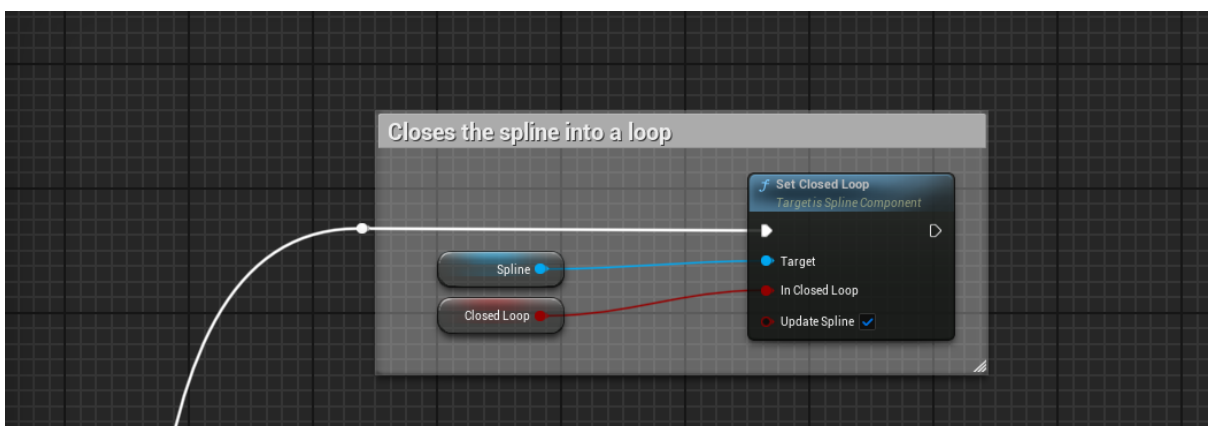 Closes the spline into a loop
f Set Closed Loop
Target is Spline Component
Spline
Target
Closed Loop
In Closed Loop
Update Spline